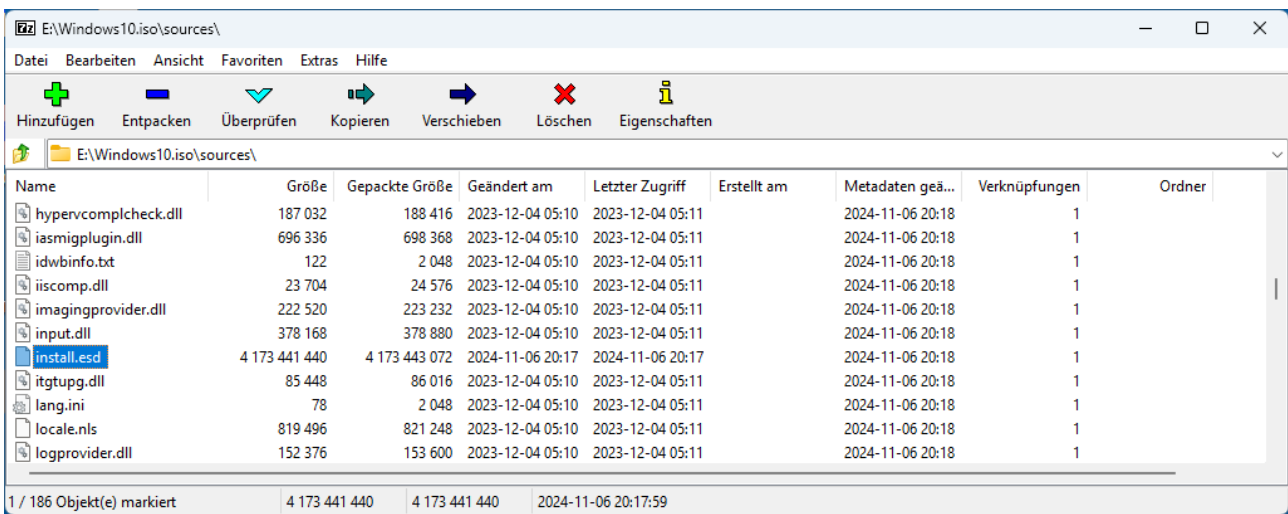 E:\Windows10.iso\sources\
Datei Bearbeiten Ansicht Favoriten Extras Hilfe
Hinzufügen Entpacken Überprüfen Kopieren Verschieben Löschen Eigenschaften
E:\Windows10.iso\sources\
Name Größe Gepackte Größe Geändert am Letzter Zugriff Erstellt am Metadaten geä... Verknüpfungen Ordner
hypervcomplcheck.dll 187 032 188 416 2023-12-04 05:10 2023-12-04 05:11 2024-11-06 20:18 1
iasmigplugin.dll 696 336 698 368 2023-12-04 05:10 2023-12-04 05:11 2024-11-06 20:18 1
idwbinfo.txt 122 2 048 2023-12-04 05:10 2023-12-04 05:11 2024-11-06 20:18 1
iiscomp.dll 23 704 24 576 2023-12-04 05:10 2023-12-04 05:11 2024-11-06 20:18 1
imagingprovider.dll 222 520 223 232 2023-12-04 05:10 2023-12-04 05:11 2024-11-06 20:18 1
input.dll 378 168 378 880 2023-12-04 05:10 2023-12-04 05:11 2024-11-06 20:18 1
install.esd 4 173 441 440 4 173 443 072 2024-11-06 20:17 2024-11-06 20:17 2024-11-06 20:18 1
itgtupg.dll 85 448 86 016 2023-12-04 05:10 2023-12-04 05:11 2024-11-06 20:18 1
lang.ini 78 2 048 2023-12-04 05:10 2023-12-04 05:11 2024-11-06 20:18 1
locale.nls 819 496 821 248 2023-12-04 05:10 2023-12-04 05:11 2024-11-06 20:18 1
logprovider.dll 152 376 153 600 2023-12-04 05:10 2023-12-04 05:11 2024-11-06 20:18 1
1 / 186 Objekt(e) markiert 4 173 441 440 4 173 441 440 2024-11-06 20:17:59